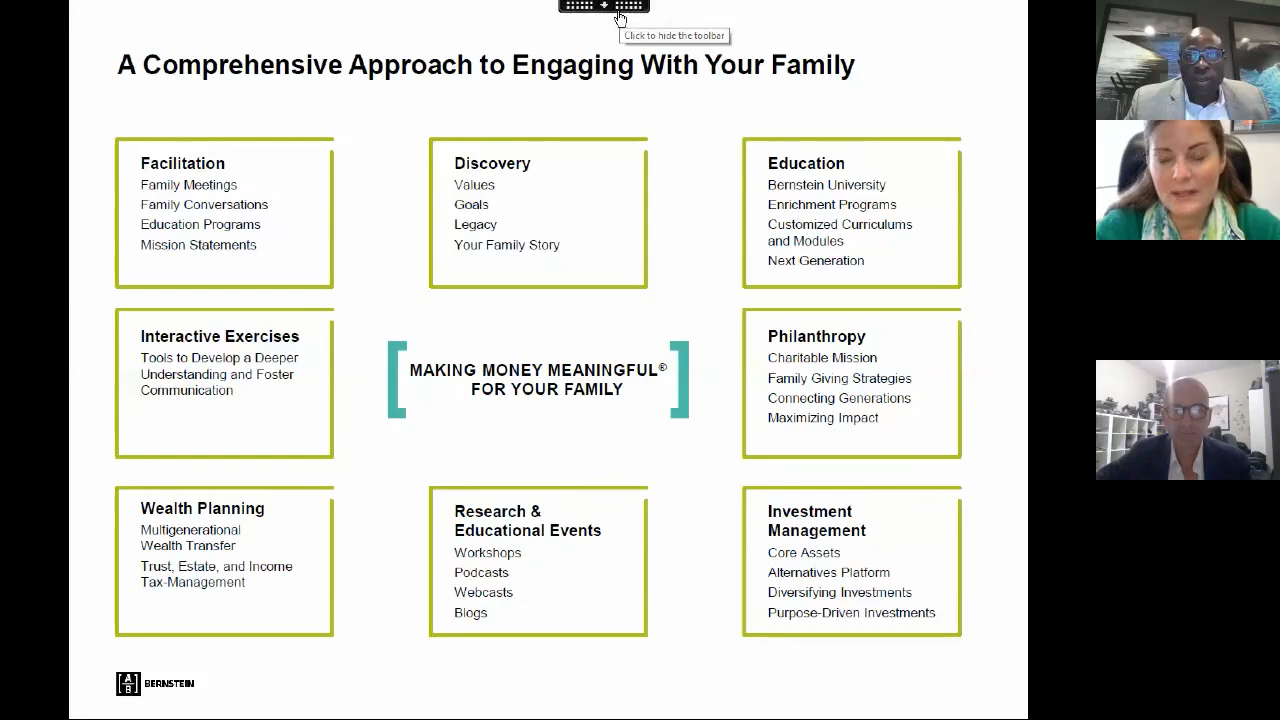 Click to hide the toolbar
A Comprehensive Approach to Engaging With Your Family
Facilitation
Family Meetings
Family Conversations
Education Programs
Mission Statements
Discovery
Values
Goals
Legacy
Your Family Story
Education
Bernstein University
Enrichment Programs
Customized Curriculums
and Modules
Next Generation
Interactive Exercises
Tools to Develop a Deeper
Understanding and Foster
Communication
MAKING MONEY MEANINGFUL®
FOR YOUR FAMILY
Philanthropy
Charitable Mission
Family Giving Strategies
Connecting Generations
Maximizing Impact
Wealth Planning
Multigenerational
Wealth Transfer
Trust, Estate, and Income
Tax-Management
Research &
Educational Events
Workshops
Podcasts
Webcasts
Blogs
Investment
Management
Core Assets
Alternatives Platform
Diversifying Investments
Purpose-Driven Investments
[A/B] BERNSTEIN